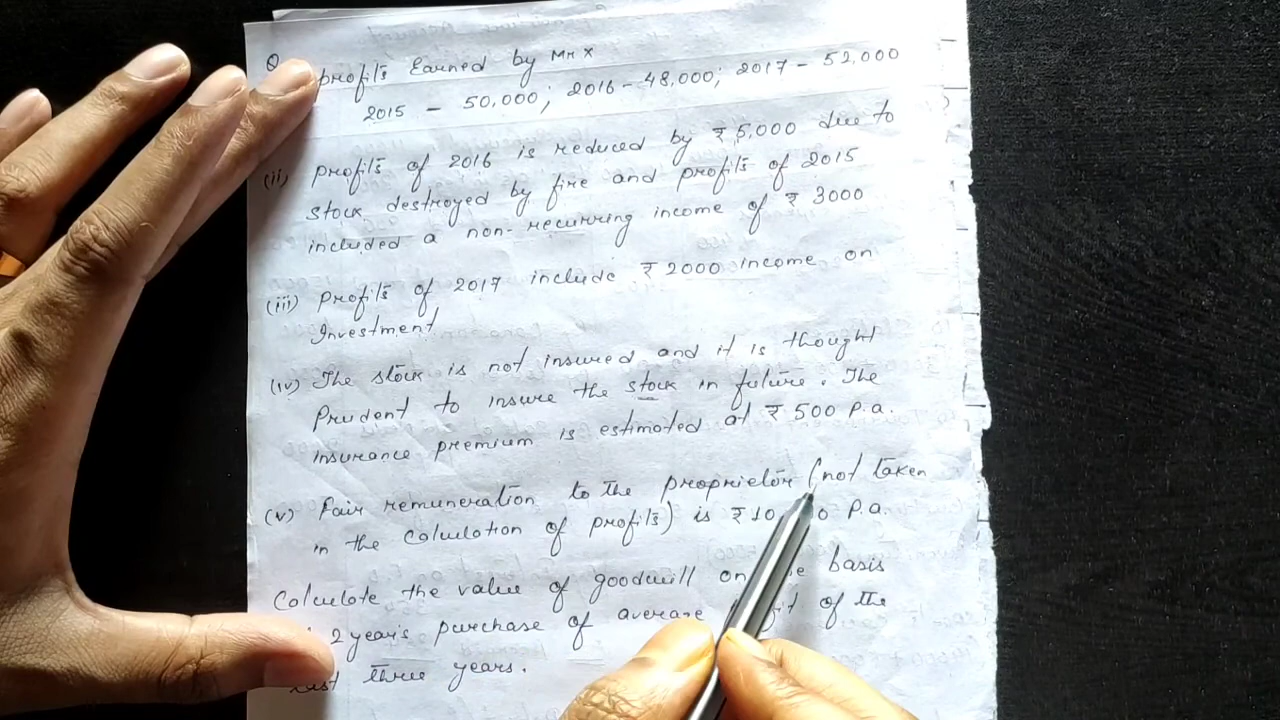 Q profits Earned by Mr X
2015 - 50,000; 2016 - 48,000; 2017 - 52,000
(ii) profits of 2016 is reduced by ₹ 5,000 due to
stock destroyed by fire and profits of 2015
included a non-recurring income of ₹ 3000
(iii) profits of 2017 include ₹ 2000 income on
Investment
(iv) The stock is not insured and it is thought
Prudent to insure the stock in future. The
insurance premium is estimated at ₹ 500 P.a.
(v) Fair remuneration to the proprietor (not taken
in the calculation of profits) is P.a.
Calculate the value of goodwill on basis
2 year's purchase of average of the
three years.